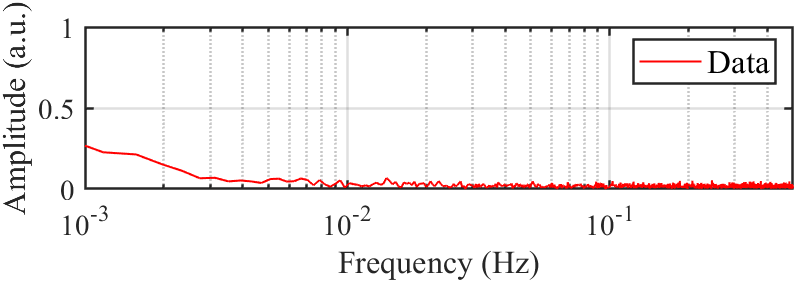 Amplitude (a.u.)
1
0.5
0
Data
10⁻³
10⁻²
10⁻¹
Frequency (Hz)